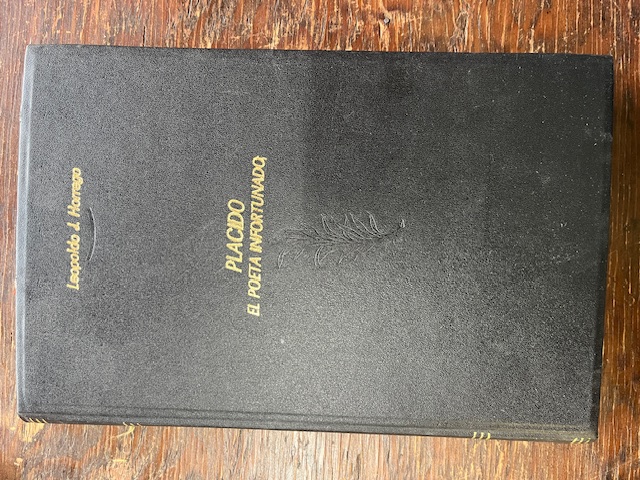 Leopoldo J. Horrego
PLACIDO
EL POETA INFORTUNADO;